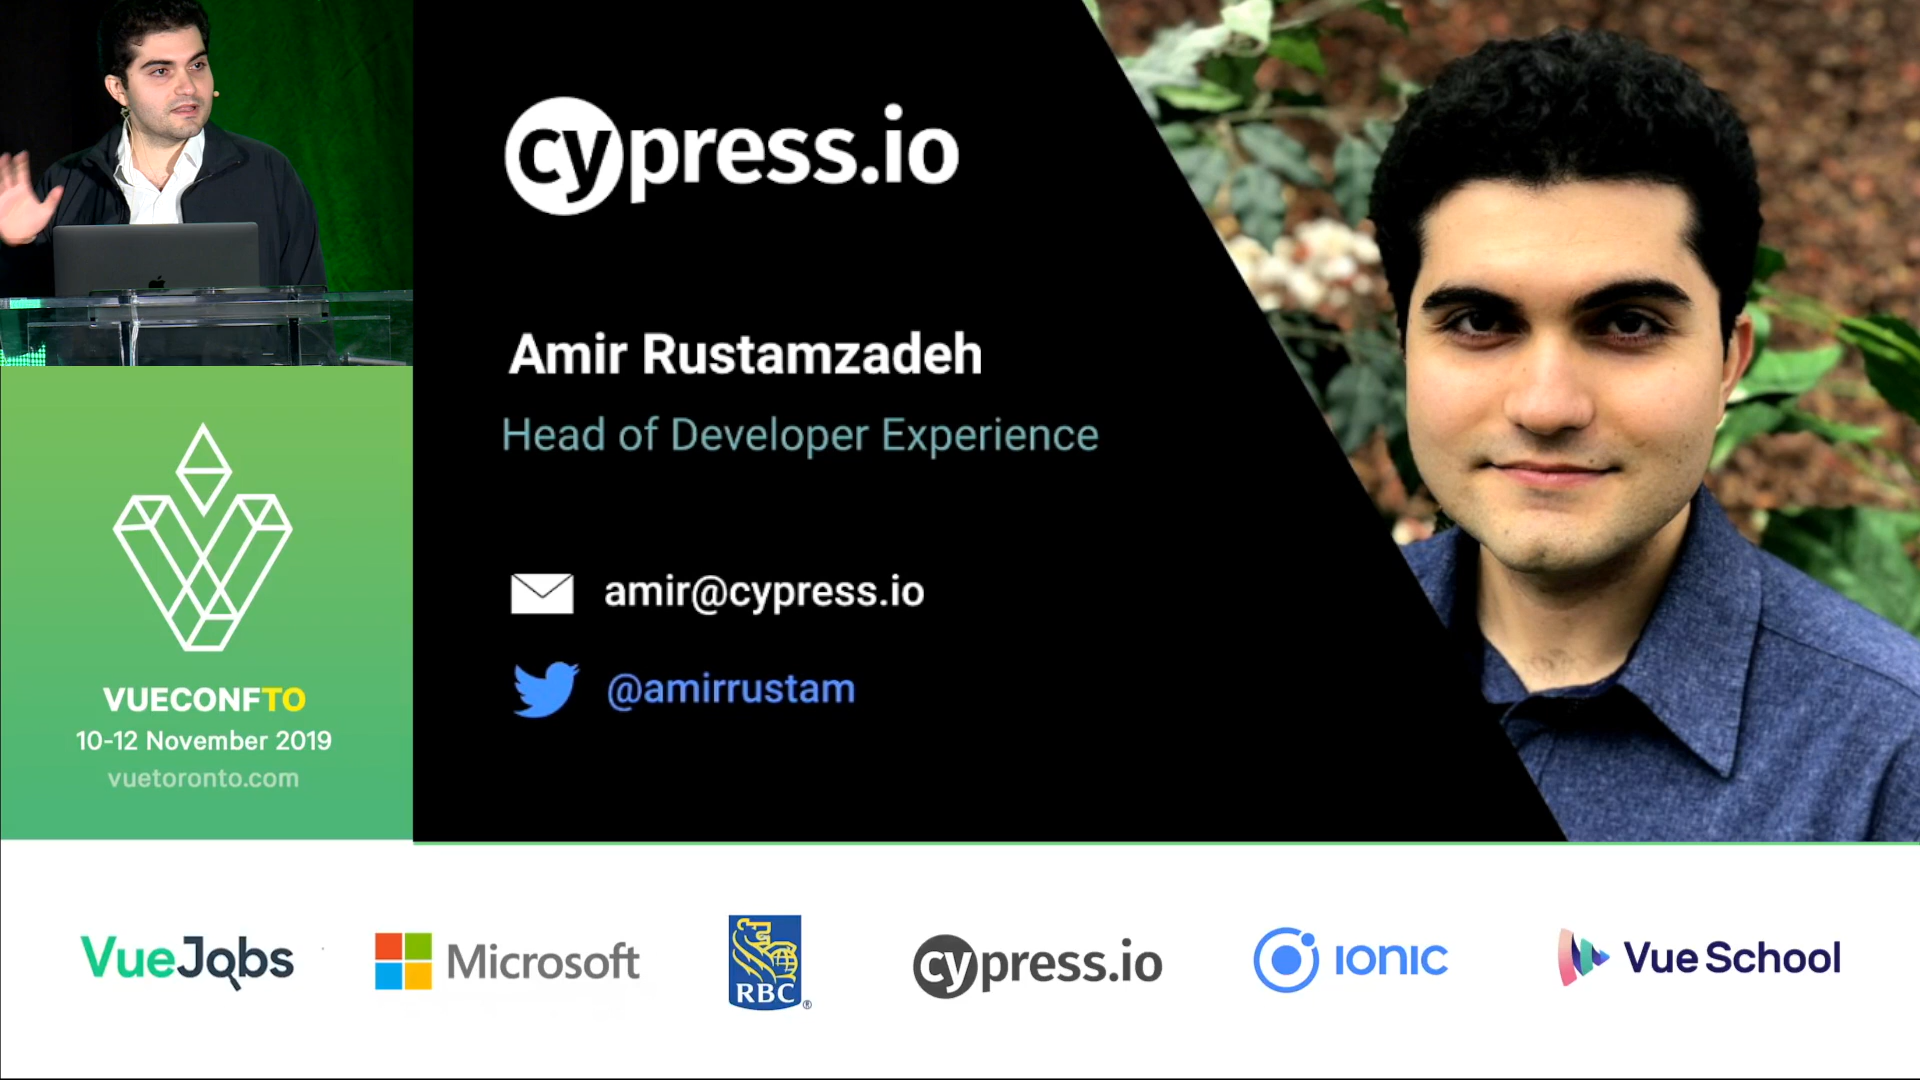 cypress.io
Amir Rustamzadeh
Head of Developer Experience
amir@cypress.io
@amirrustam
VUECONFTO
10-12 November 2019
vuetoronto.com
VueJobs
Microsoft
RBC®
cypress.io
IONIC
Vue School